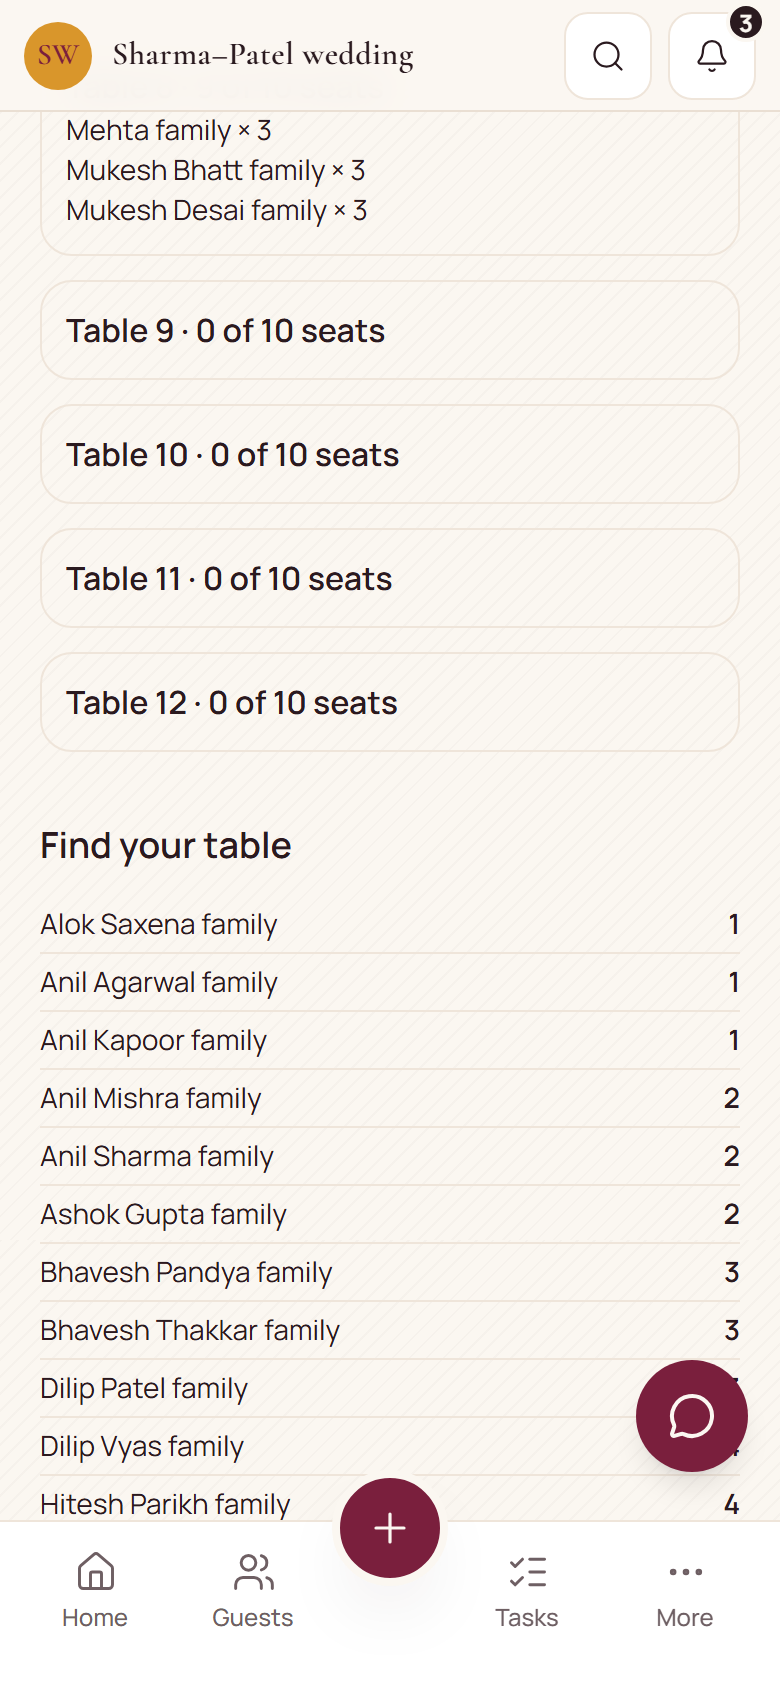 SW
Sharma–Patel wedding
3
Mehta family × 3
Mukesh Bhatt family × 3
Mukesh Desai family × 3
Table 9 · 0 of 10 seats
Table 10 · 0 of 10 seats
Table 11 · 0 of 10 seats
Table 12 · 0 of 10 seats
Find your table
Alok Saxena family 1
Anil Agarwal family 1
Anil Kapoor family 1
Anil Mishra family 2
Anil Sharma family 2
Ashok Gupta family 2
Bhavesh Pandya family 3
Bhavesh Thakkar family 3
Dilip Patel family
Dilip Vyas family
Hitesh Parikh family 4
Home
Guests
Tasks
More